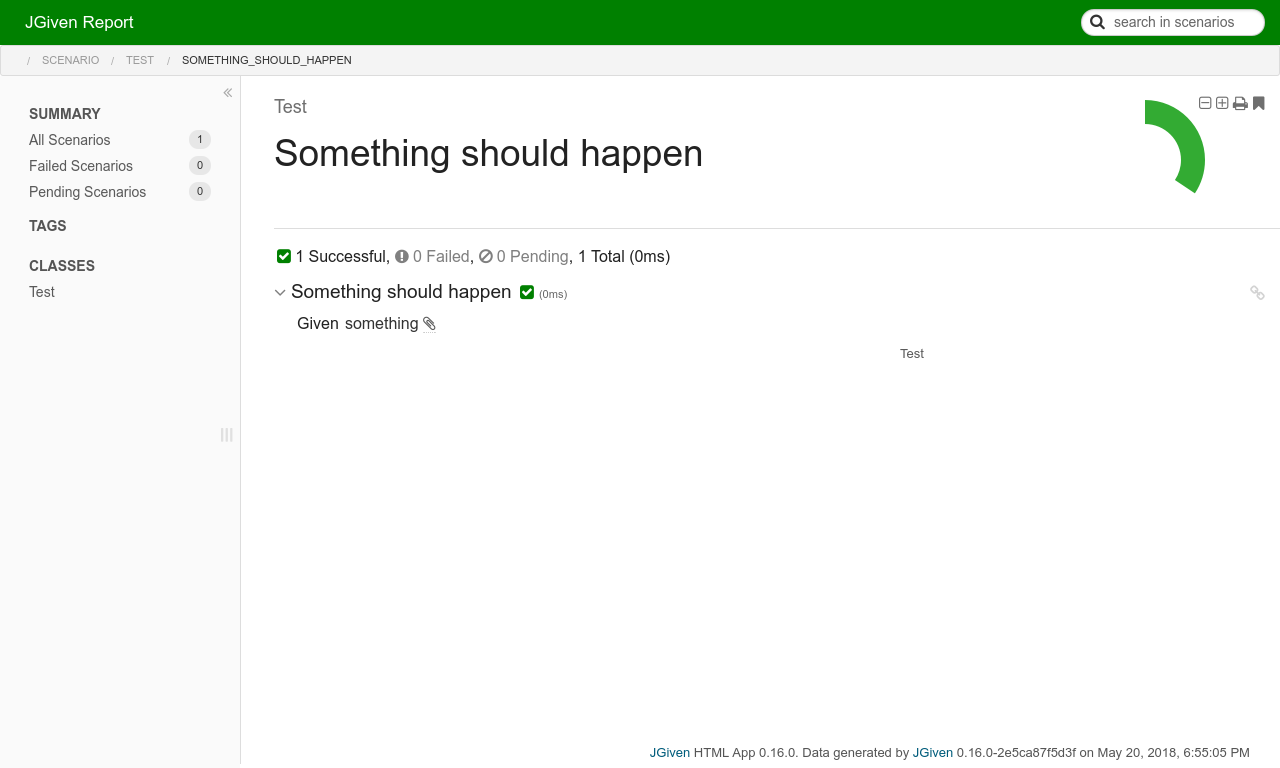 JGiven Report
search in scenarios
/ SCENARIO / TEST / SOMETHING_SHOULD_HAPPEN
SUMMARY
All Scenarios 1
Failed Scenarios 0
Pending Scenarios 0
TAGS
CLASSES
Test
Test
Something should happen
1 Successful, 0 Failed, 0 Pending, 1 Total (0ms)
Something should happen (0ms)
Given something
Test
JGiven HTML App 0.16.0. Data generated by JGiven 0.16.0-2e5ca87f5d3f on May 20, 2018, 6:55:05 PM